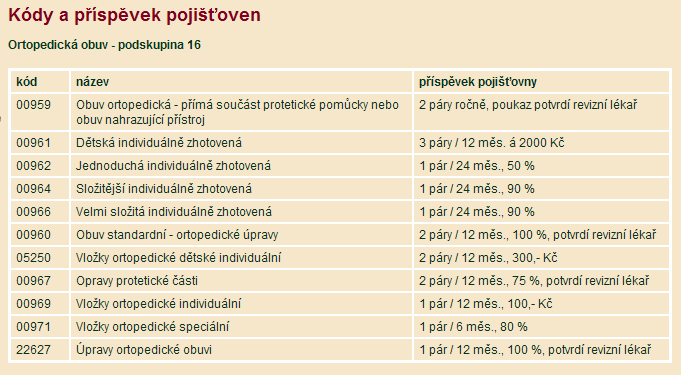 Kódy a příspěvek pojišťoven
Ortopedická obuv - podskupina 16
kód název příspěvek pojišťovny
00959 Obuv ortopedická - přímá součást protetické pomůcky nebo obuv nahrazující přístroj 2 páry ročně, poukaz potvrdí revizní lékař
00961 Dětská individuálně zhotovená 3 páry / 12 měs. á 2000 Kč
00962 Jednoduchá individuálně zhotovená 1 pár / 24 měs., 50 %
00964 Složitější individuálně zhotovená 1 pár / 24 měs., 90 %
00966 Velmi složitá individuálně zhotovená 1 pár / 24 měs., 90 %
00960 Obuv standardní - ortopedické úpravy 2 páry / 12 měs., 100 %, potvrdí revizní lékař
05250 Vložky ortopedické dětské individuální 2 páry / 12 měs., 300,- Kč
00967 Opravy protetické části 2 páry / 12 měs., 75 %, potvrdí revizní lékař
00969 Vložky ortopedické individuální 1 pár / 12 měs., 100,- Kč
00971 Vložky ortopedické speciální 1 pár / 6 měs., 80 %
22627 Úpravy ortopedické obuvi 1 pár / 12 měs., 100 %, potvrdí revizní lékař